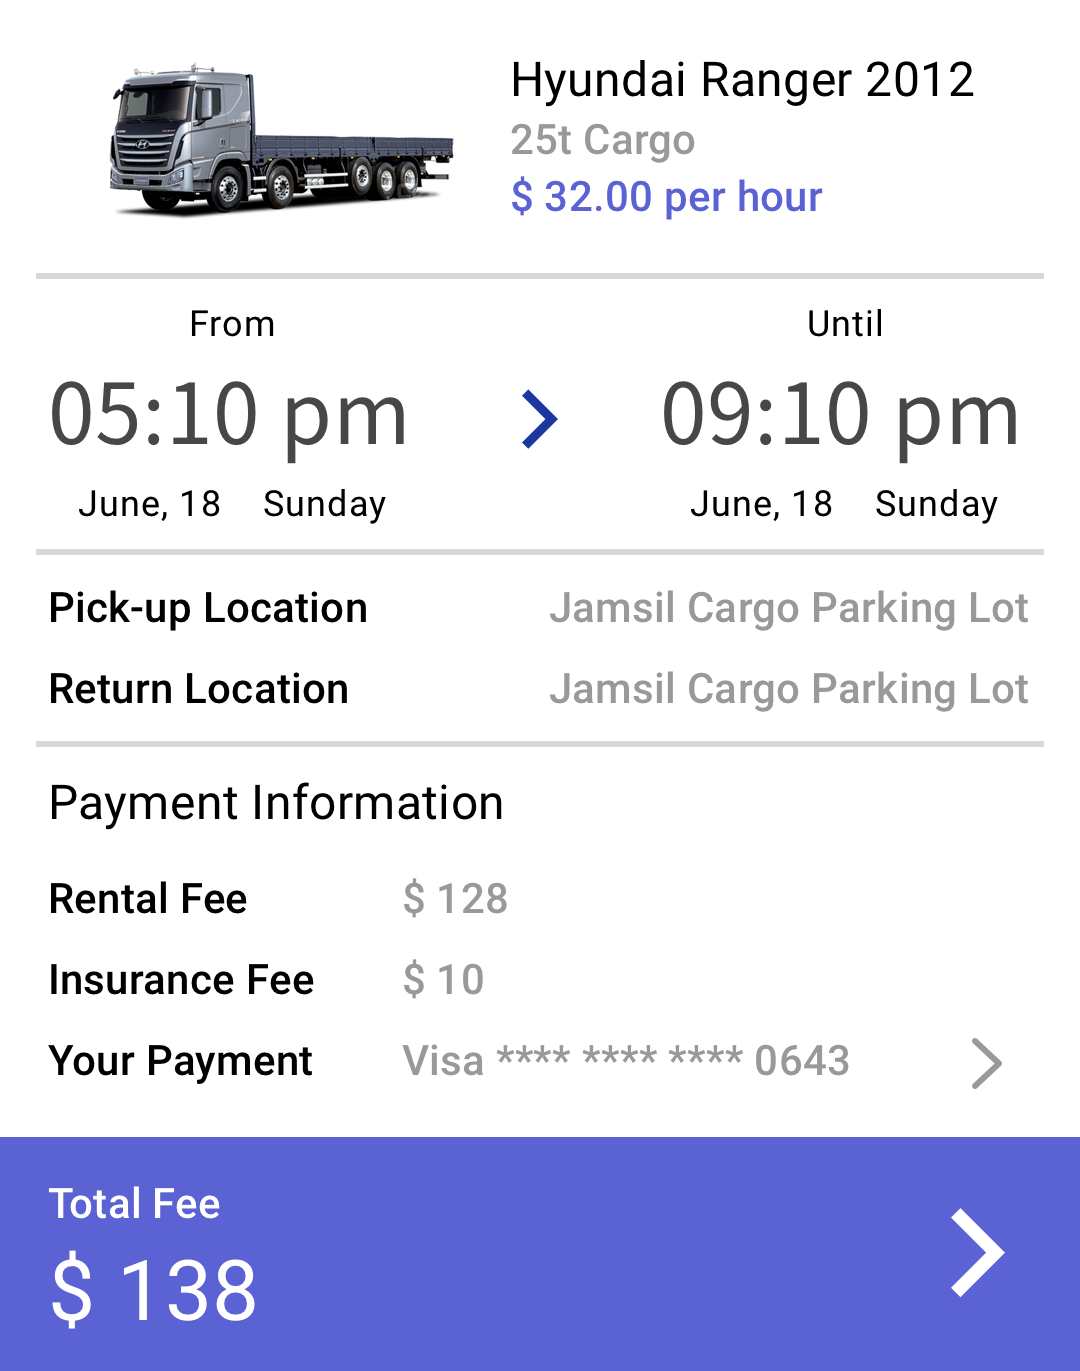 Hyundai Ranger 2012
25t Cargo
$ 32.00 per hour
From
Until
05:10 pm
09:10 pm
June, 18 Sunday
June, 18 Sunday
Pick-up Location
Jamsil Cargo Parking Lot
Return Location
Jamsil Cargo Parking Lot
Payment Information
Rental Fee
$ 128
Insurance Fee
$ 10
Your Payment
Visa **** **** **** 0643
Total Fee
$ 138